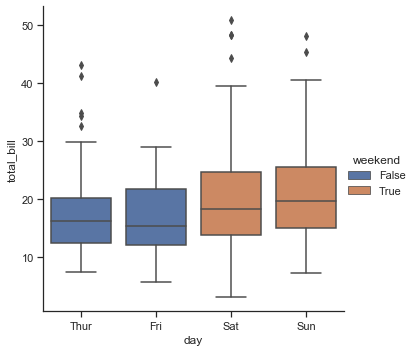 50
40
30
20
10
total_bill
Thur Fri Sat Sun
day
weekend
False
True